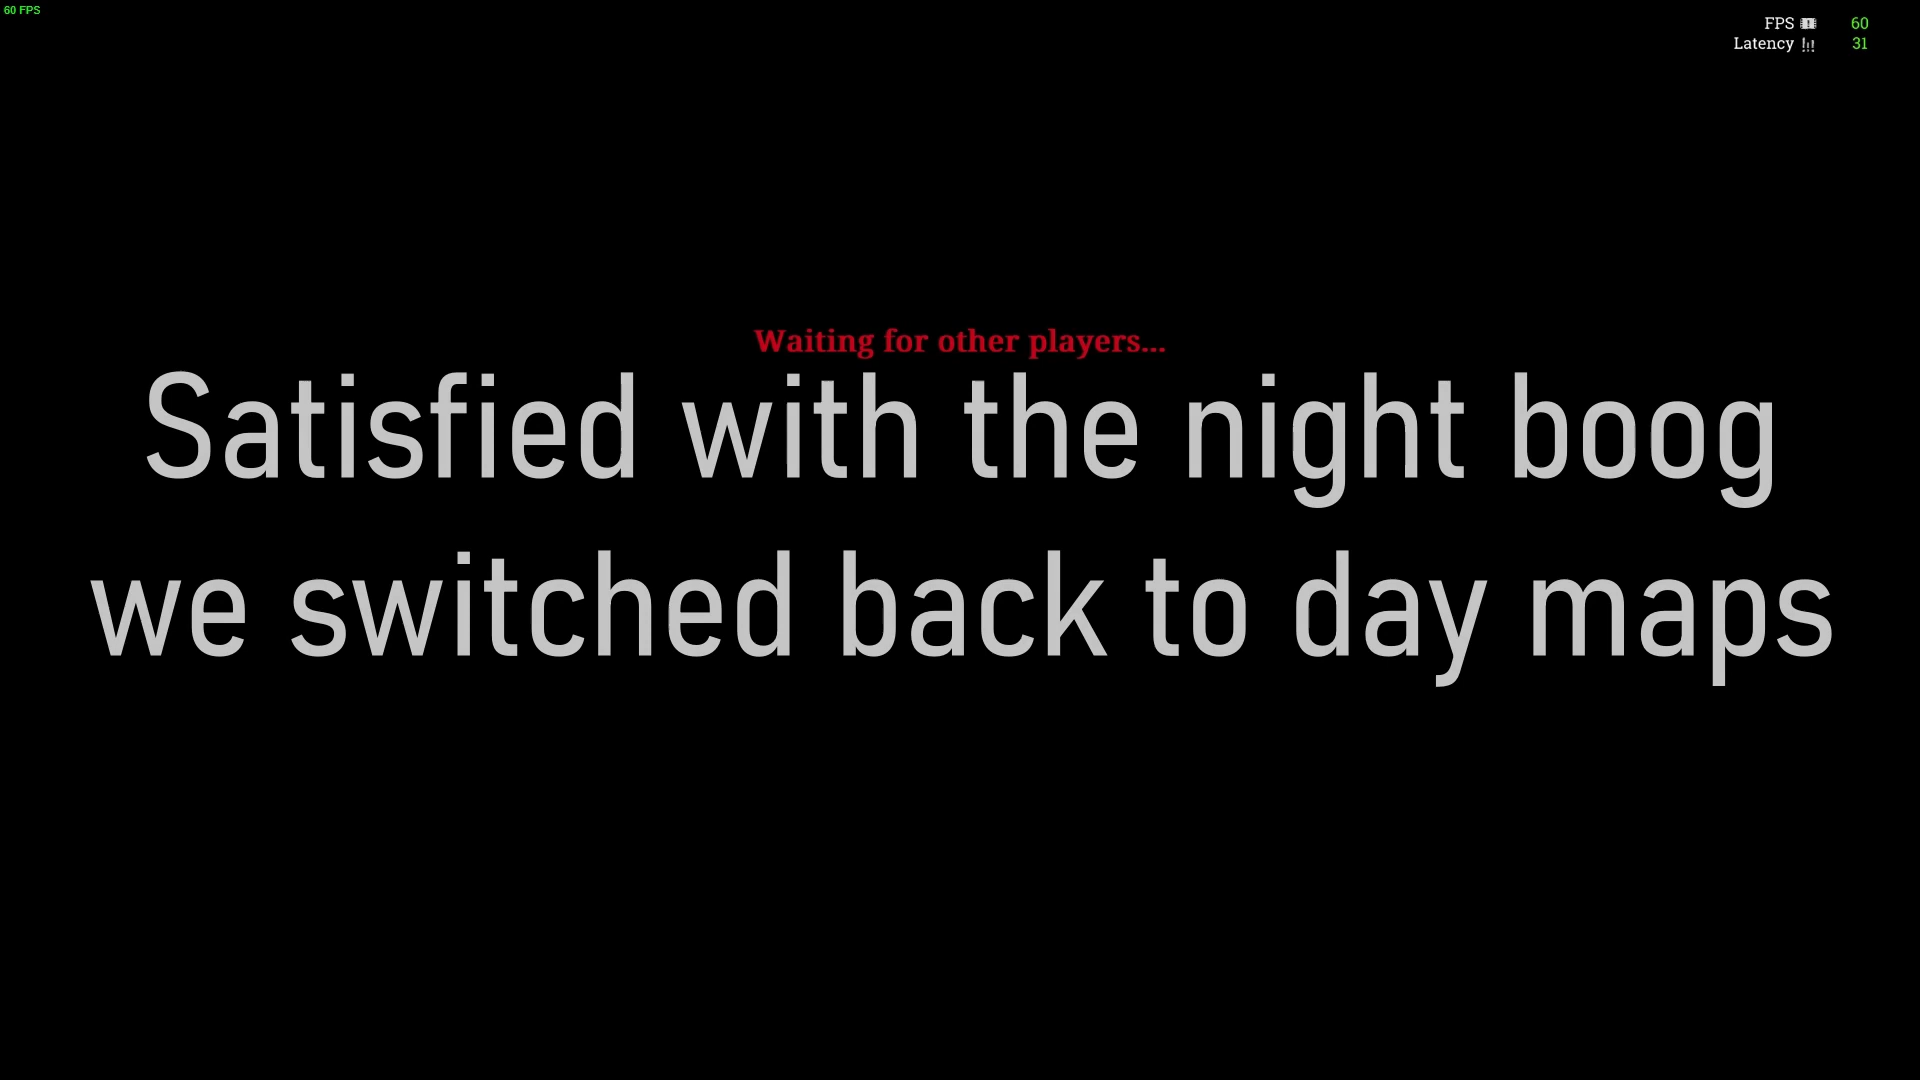 60 FPS
FPS 60
Latency 31
Waiting for other players...
Satisfied with the night boog
we switched back to day maps